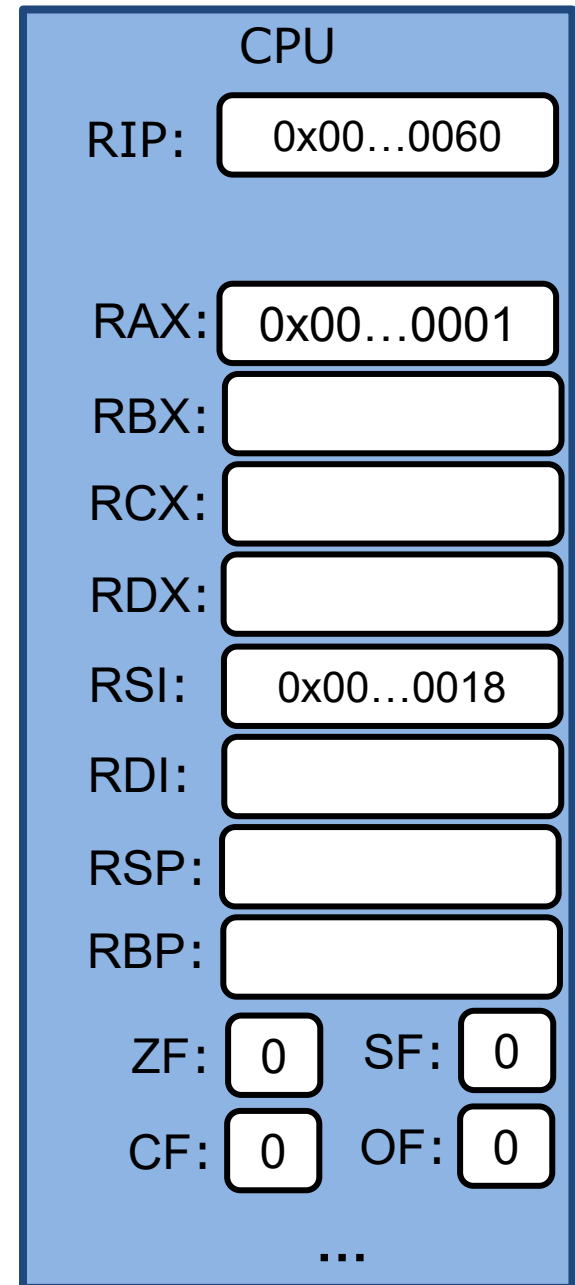 CPU
RIP: 0x00…0060
RAX: 0x00…0001
RBX:
RCX:
RDX:
RSI: 0x00…0018
RDI:
RSP:
RBP:
ZF: 0 SF: 0
CF: 0 OF: 0
…